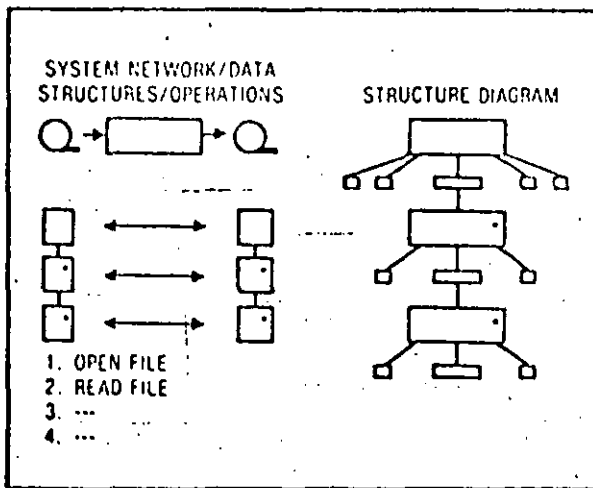 SYSTEM NETWORK/DATA
STRUCTURES/OPERATIONS
STRUCTURE DIAGRAM
1. OPEN FILE
2. READ FILE
3. ...
4. ...